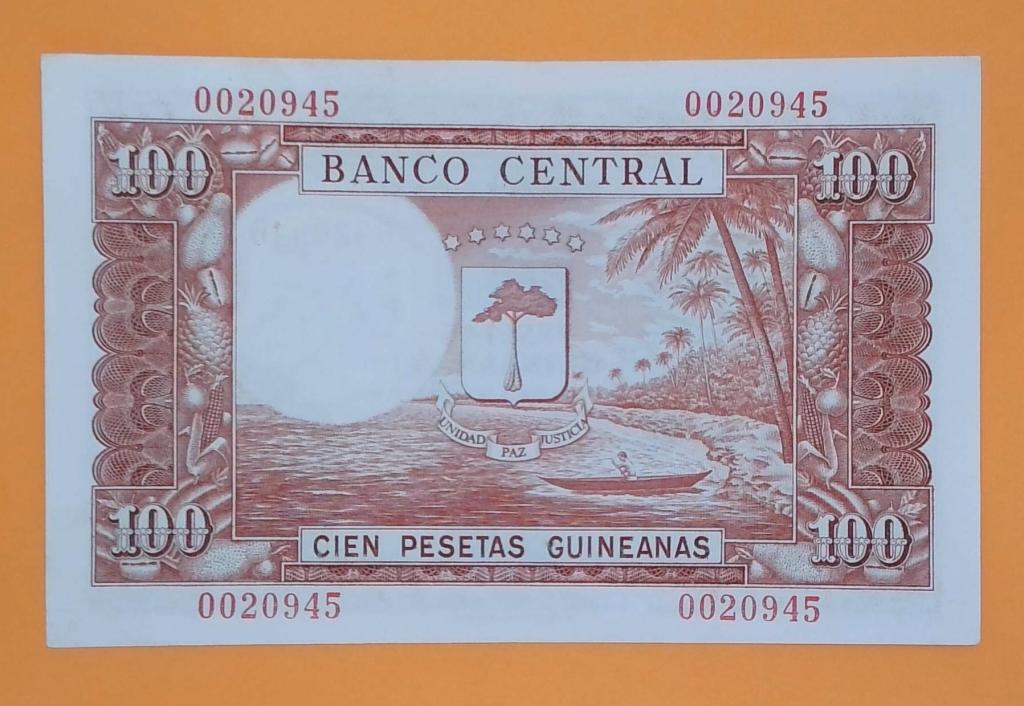 0020945 0020945
100 BANCO CENTRAL 100
UNIDAD PAZ JUSTICIA
100 CIEN PESETAS GUINEANAS 100
0020945 0020945